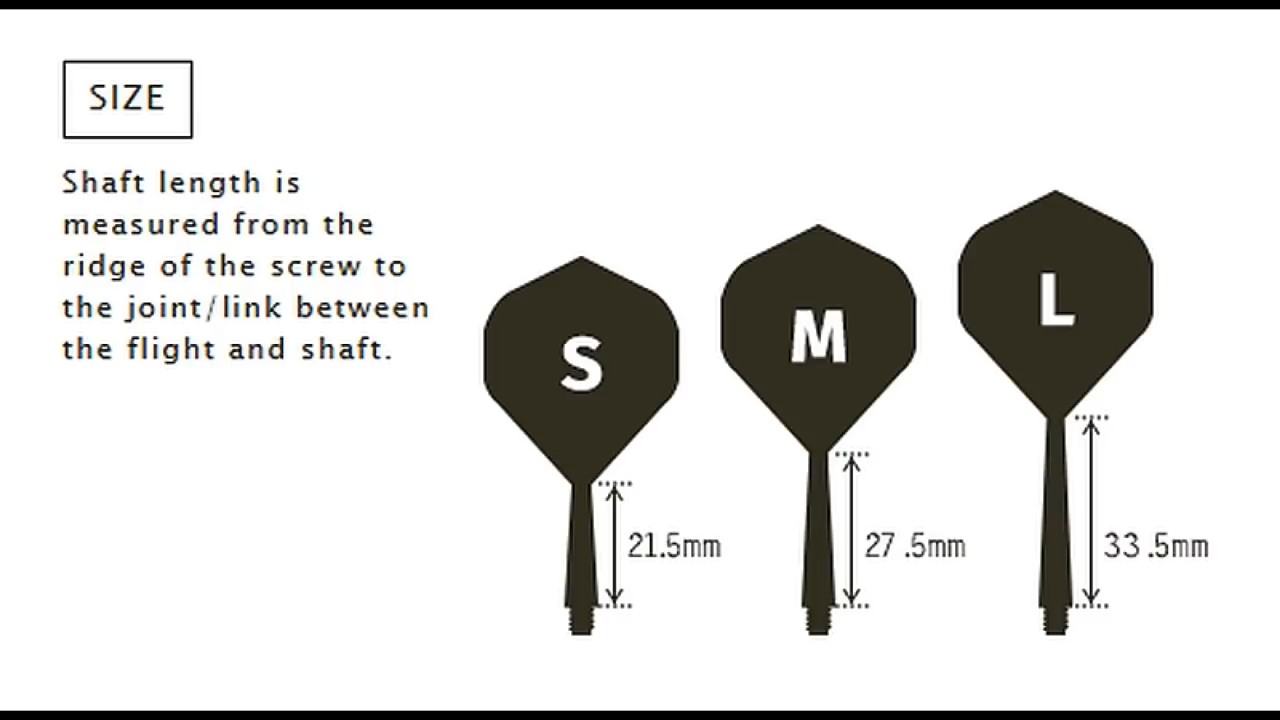 SIZE
Shaft length is
measured from the
ridge of the screw to
the joint/link between
the flight and shaft.
S
M
L
21.5mm
27 .5mm
33 .5mm